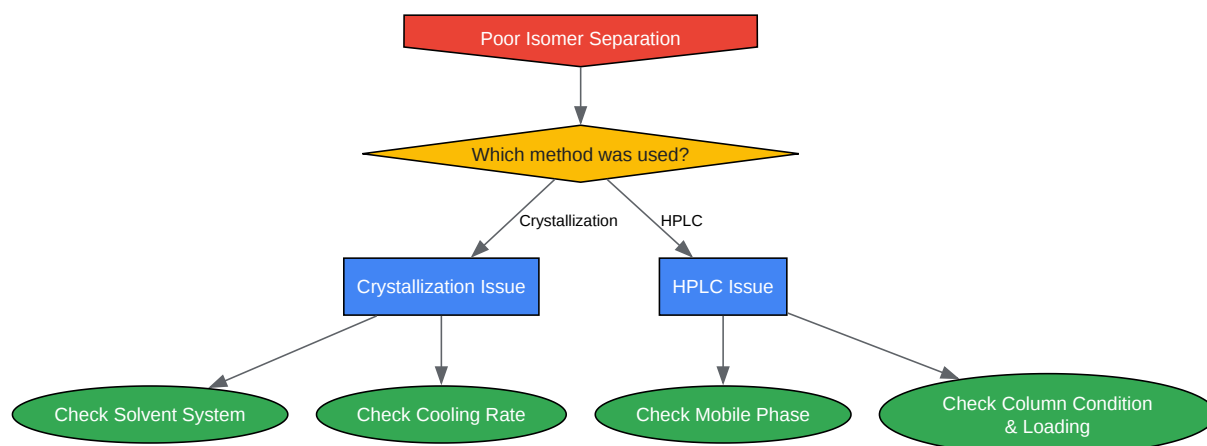 Poor Isomer Separation
Which method was used?
Crystallization
HPLC
Crystallization Issue
HPLC Issue
Check Solvent System
Check Cooling Rate
Check Mobile Phase
Check Column Condition
& Loading